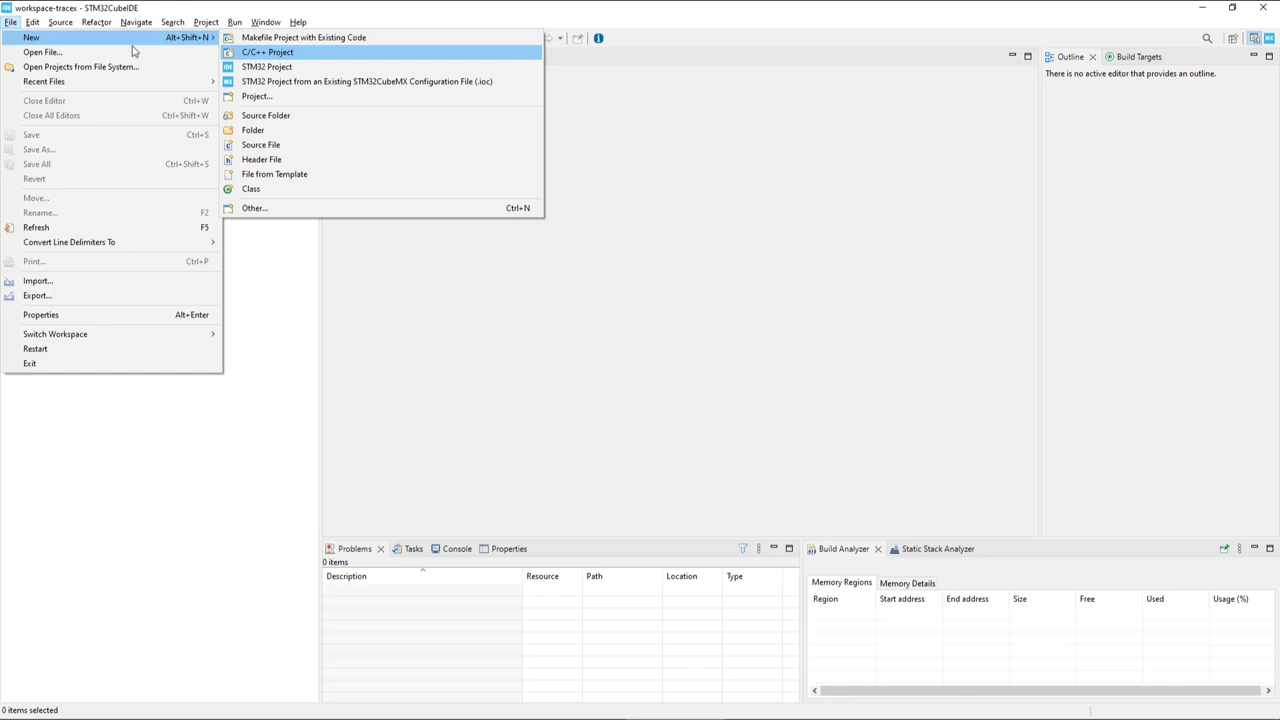 workspace-tracex - STM32CubeIDE
File Edit Source Refactor Navigate Search Project Run Window Help
New Alt+Shift+N
Open File...
Open Projects from File System...
Recent Files
Close Editor Ctrl+W
Close All Editors Ctrl+Shift+W
Save Ctrl+S
Save As...
Save All Ctrl+Shift+S
Revert
Move...
Rename... F2
Refresh F5
Convert Line Delimiters To
Print... Ctrl+P
Import...
Export...
Properties Alt+Enter
Switch Workspace
Restart
Exit
Makefile Project with Existing Code
C/C++ Project
STM32 Project
STM32 Project from an Existing STM32CubeMX Configuration File (.ioc)
Project...
Source Folder
Folder
Source File
Header File
File from Template
Class
Other... Ctrl+N
Outline Build Targets
There is no active editor that provides an outline.
Problems Tasks Console Properties
0 items
Description Resource Path Location Type
Build Analyzer Static Stack Analyzer
Memory Regions Memory Details
Region Start address End address Size Free Used Usage (%)
0 items selected